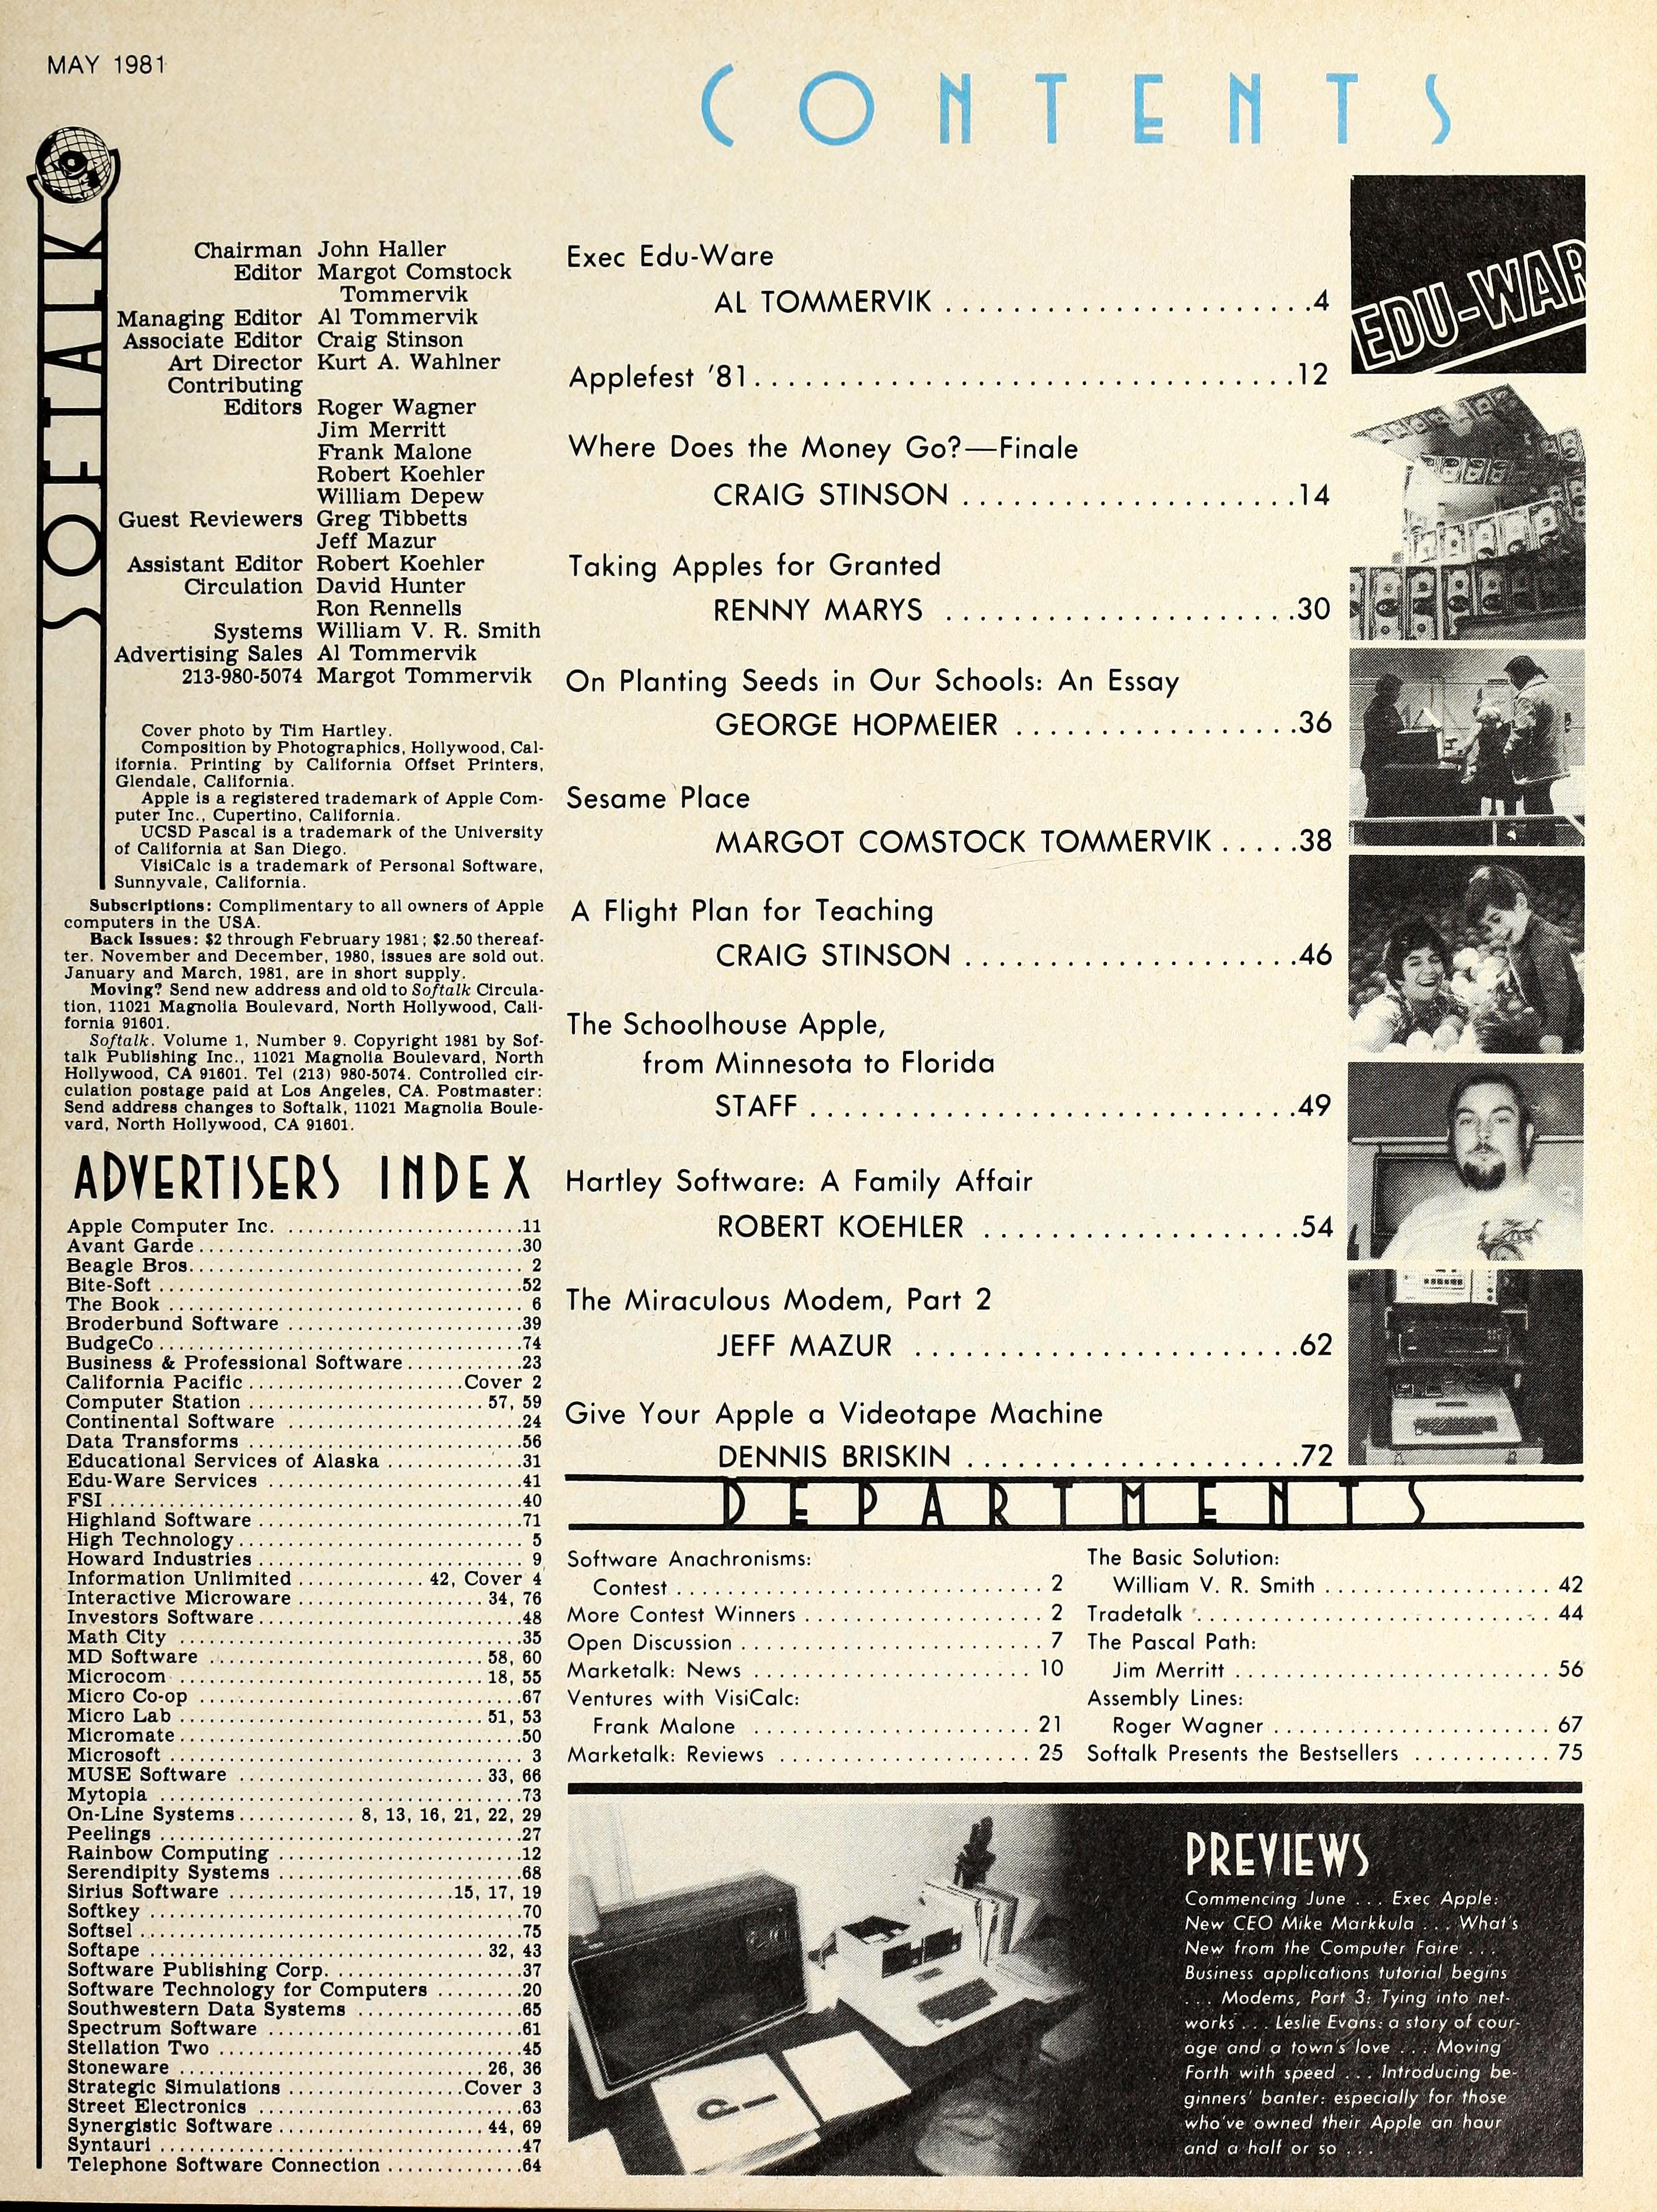 MAY 1981
CONTENTS
SOFTALK
Chairman John Haller
Editor Margot Comstock
Tommervik
Managing Editor Al Tommervik
Associate Editor Craig Stinson
Art Director Kurt A. Wahlner
Contributing
Editors Roger Wagner
Jim Merritt
Frank Malone
Robert Koehler
William Depew
Guest Reviewers Greg Tibbetts
Jeff Mazur
Assistant Editor Robert Koehler
Circulation David Hunter
Ron Rennells
Systems William V. R. Smith
Advertising Sales Al Tommervik
213-980-5074 Margot Tommervik
Cover photo by Tim Hartley.
Composition by Photographics, Hollywood, Cal-
ifornia. Printing by California Offset Printers,
Glendale, California.
Apple is a registered trademark of Apple Com-
puter Inc., Cupertino, California.
UCSD Pascal is a trademark of the University
of California at San Diego.
VisiCalc is a trademark of Personal Software,
Sunnyvale, California.
Subscriptions: Complimentary to all owners of Apple
computers in the USA.
Back Issues: $2 through February 1981; $2.50 thereaf-
ter. November and December, 1980, issues are sold out.
January and March, 1981, are in short supply.
Moving? Send new address and old to Softalk Circula-
tion, 11021 Magnolia Boulevard, North Hollywood, Cali-
fornia 91601.
Softalk. Volume 1, Number 9. Copyright 1981 by Sof-
talk Publishing Inc., 11021 Magnolia Boulevard, North
Hollywood, CA 91601. Tel (213) 980-5074. Controlled cir-
culation postage paid at Los Angeles, CA. Postmaster:
Send address changes to Softalk, 11021 Magnolia Boule-
vard, North Hollywood, CA 91601.
ADVERTISERS INDEX
Apple Computer Inc. ........................11
Avant Garde................................30
Beagle Bros................................. 2
Bite-Soft ...................................52
The Book ................................... 6
Broderbund Software .......................39
BudgeCo....................................74
Business & Professional Software...........23
California Pacific .....................Cover 2
Computer Station ........................57, 59
Continental Software .......................24
Data Transforms ...........................56
Educational Services of Alaska .............31
Edu-Ware Services .........................41
FSI ........................................40
Highland Software ..........................71
High Technology............................ 5
Howard Industries .......................... 9
Information Unlimited ............42, Cover 4
Interactive Microware ...................34, 76
Investors Software..........................48
Math City ..................................35
MD Software ............................58, 60
Microcom ...............................18, 55
Micro Co-op ................................67
Micro Lab ..............................51, 53
Micromate..................................50
Microsoft ................................... 3
MUSE Software .........................33, 66
Mytopia ....................................73
On-Line Systems...........8, 13, 16, 21, 22, 29
Peelings ....................................27
Rainbow Computing .........................12
Serendipity Systems ........................68
Sirius Software ......................15, 17, 19
Softkey .....................................70
Softsel ......................................75
Softape .................................32, 43
Software Publishing Corp. ..................37
Software Technology for Computers ........20
Southwestern Data Systems ................65
Spectrum Software .........................61
Stellation Two ..............................45
Stoneware ..............................26, 36
Strategic Simulations .................Cover 3
Street Electronics ..........................63
Synergistic Software.....................44, 69
Syntauri ....................................47
Telephone Software Connection .............64
Exec Edu-Ware
AL TOMMERVIK ......................4
Applefest '81................................12
Where Does the Money Go?—Finale
CRAIG STINSON ....................14
Taking Apples for Granted
RENNY MARYS .....................30
On Planting Seeds in Our Schools: An Essay
GEORGE HOPMEIER .................36
Sesame Place
MARGOT COMSTOCK TOMMERVIK .....38
A Flight Plan for Teaching
CRAIG STINSON ....................46
The Schoolhouse Apple,
from Minnesota to Florida
STAFF .............................49
Hartley Software: A Family Affair
ROBERT KOEHLER ...................54
The Miraculous Modem, Part 2
JEFF MAZUR .......................62
Give Your Apple a Videotape Machine
DENNIS BRISKIN ....................72
EDU-WAR
DEPARTMENTS
Software Anachronisms:
Contest ............................ 2
More Contest Winners .................. 2
Open Discussion ....................... 7
Marketalk: News ...................... 10
Ventures with VisiCalc:
Frank Malone ...................... 21
Marketalk: Reviews .................... 25
The Basic Solution:
William V. R. Smith .................. 42
Tradetalk ............................. 44
The Pascal Path:
Jim Merritt .......................... 56
Assembly Lines:
Roger Wagner ...................... 67
Softalk Presents the Bestsellers ........... 75
PREVIEWS
Commencing June . . . Exec Apple:
New CEO Mike Markkula . . . What's
New from the Computer Faire . . .
Business applications tutorial begins
. . . Modems, Part 3: Tying into net-
works . . . Leslie Evans: a story of cour-
age and a town's love . . . Moving
Forth with speed . . . Introducing be-
ginners' banter: especially for those
who've owned their Apple an hour
and a half or so . . .